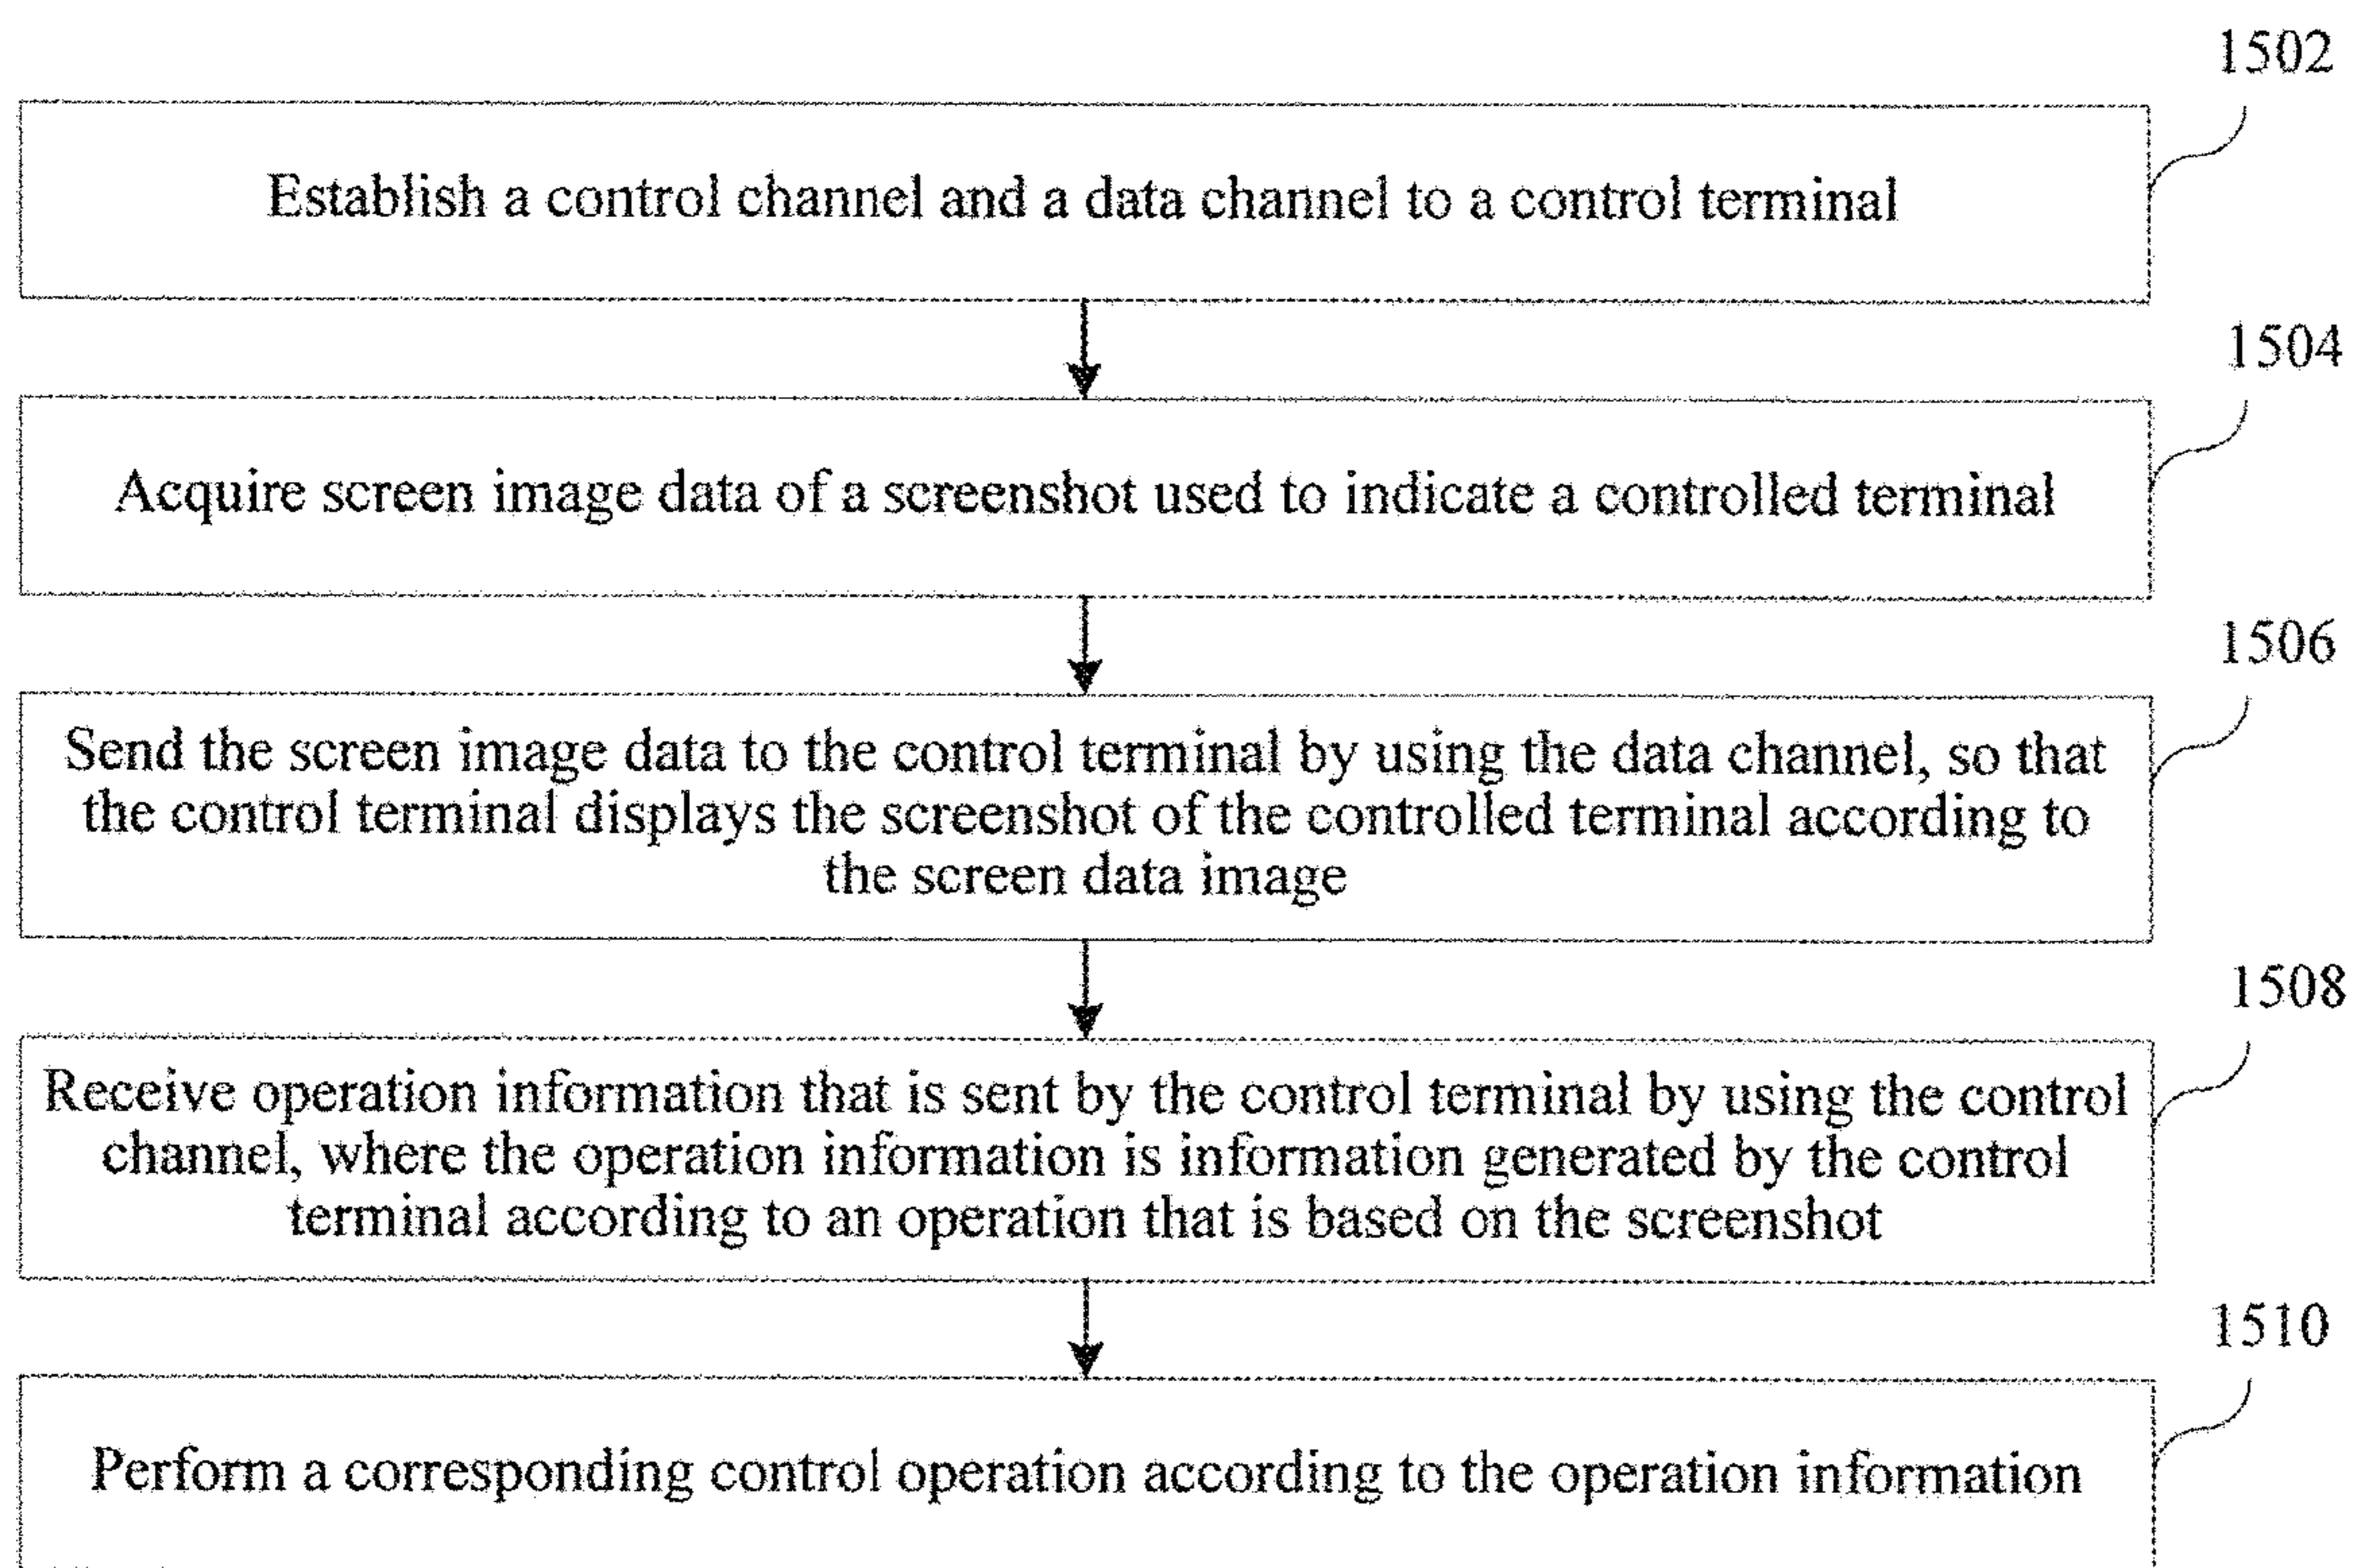 1502
Establish a control channel and a data channel to a control terminal
1504
Acquire screen image data of a screenshot used to indicate a controlled terminal
1506
Send the screen image data to the control terminal by using the data channel, so that
the control terminal displays the screenshot of the controlled terminal according to
the screen data image
1508
Receive operation information that is sent by the control terminal by using the control
channel, where the operation information is information generated by the control
terminal according to an operation that is based on the screenshot
1510
Perform a corresponding control operation according to the operation information